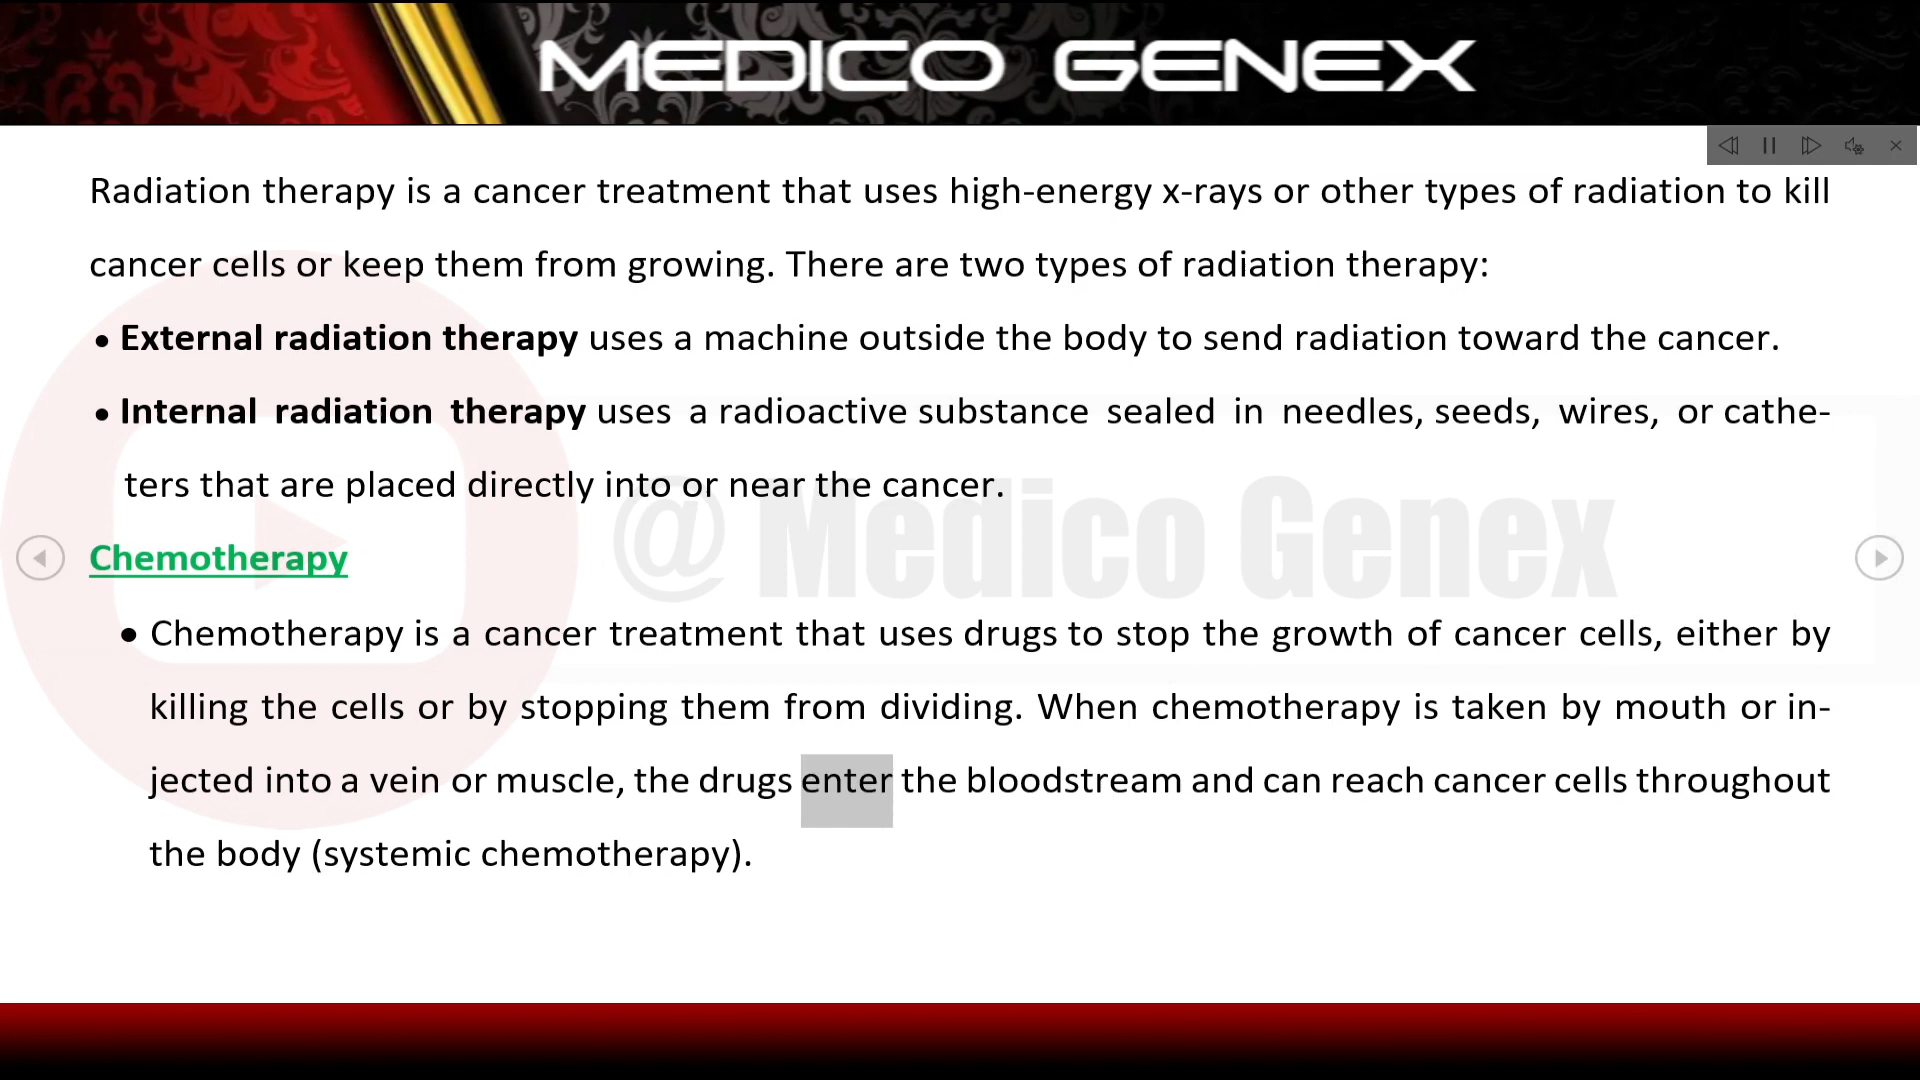 MEDICO GENEX
Radiation therapy is a cancer treatment that uses high-energy x-rays or other types of radiation to kill
cancer cells or keep them from growing. There are two types of radiation therapy:
• External radiation therapy uses a machine outside the body to send radiation toward the cancer.
• Internal radiation therapy uses a radioactive substance sealed in needles, seeds, wires, or cathe-
ters that are placed directly into or near the cancer.
@ Medico Genex
Chemotherapy
• Chemotherapy is a cancer treatment that uses drugs to stop the growth of cancer cells, either by
killing the cells or by stopping them from dividing. When chemotherapy is taken by mouth or in-
jected into a vein or muscle, the drugs enter the bloodstream and can reach cancer cells throughout
the body (systemic chemotherapy).